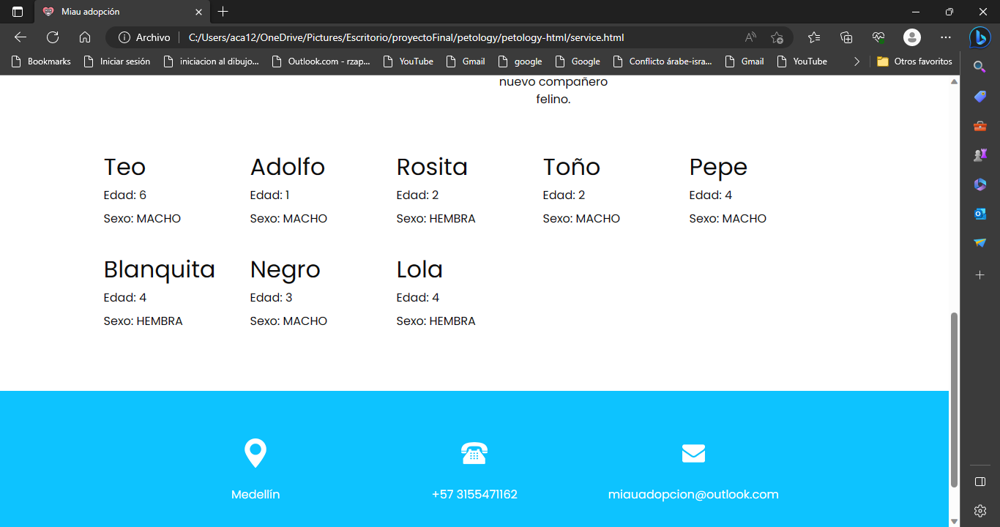 Miau adopción
Archivo
C:/Users/aca12/OneDrive/Pictures/Escritorio/proyectoFinal/petology/petology-html/service.html
Bookmarks
Iniciar sesión
iniciacion al dibujo...
Outlook.com - rzap...
YouTube
Gmail
google
Google
Conflicto árabe-isra...
Gmail
YouTube
Otros favoritos
nuevo compañero
felino.
Teo
Edad: 6
Sexo: MACHO
Adolfo
Edad: 1
Sexo: MACHO
Rosita
Edad: 2
Sexo: HEMBRA
Toño
Edad: 2
Sexo: MACHO
Pepe
Edad: 4
Sexo: MACHO
Blanquita
Edad: 4
Sexo: HEMBRA
Negro
Edad: 3
Sexo: MACHO
Lola
Edad: 4
Sexo: HEMBRA
Medellín
+57 3155471162
miauadopcion@outlook.com